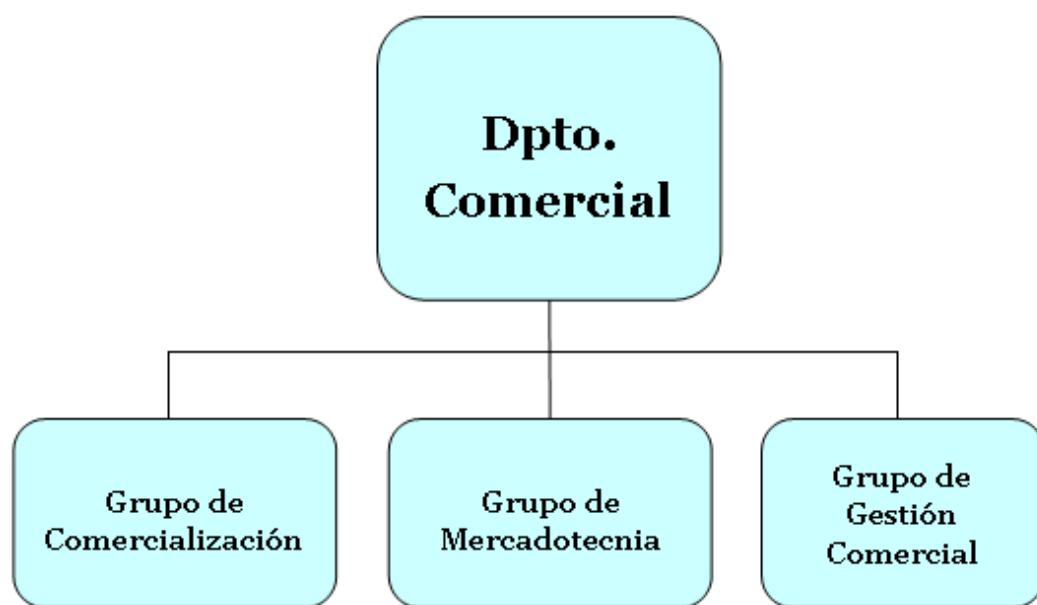 Dpto.
Comercial
Grupo de
Comercialización
Grupo de
Mercadotecnia
Grupo de
Gestión
Comercial